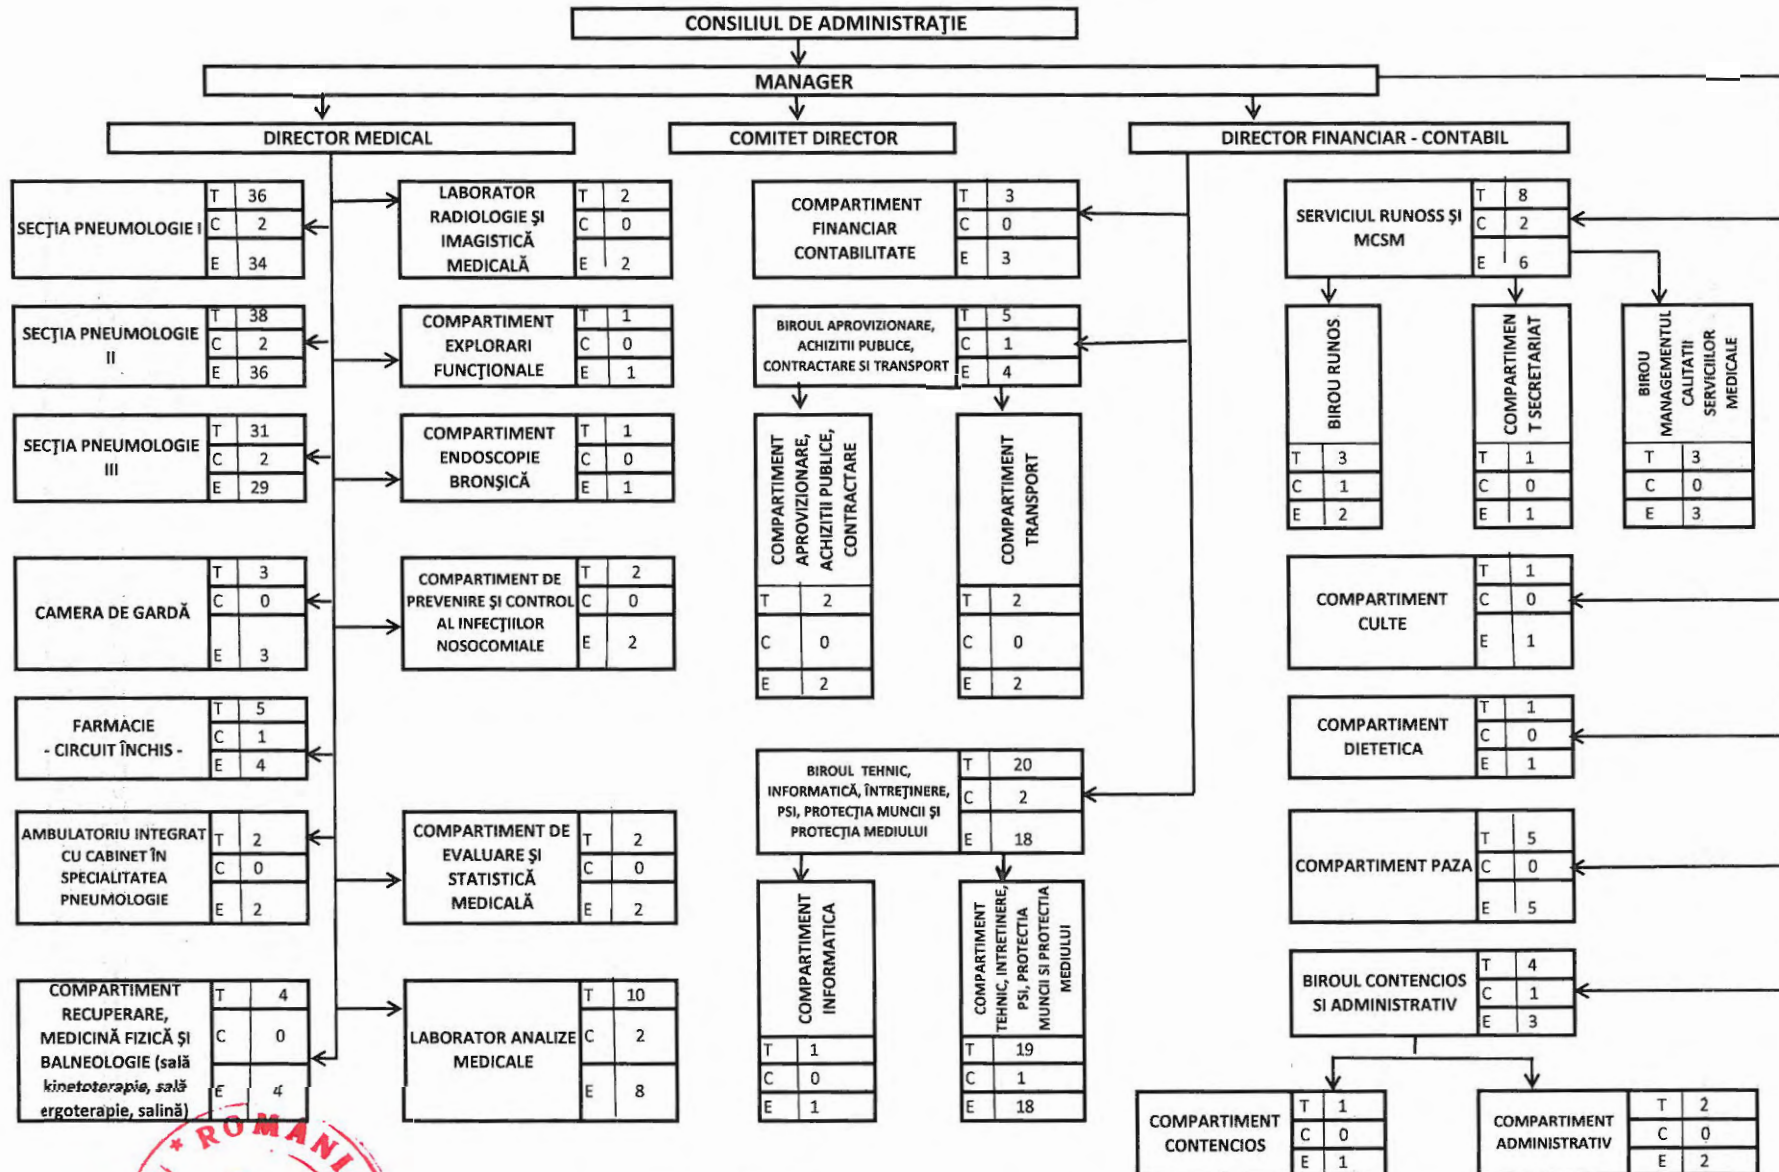 CONSILIUL DE ADMINISTRAȚIE
MANAGER
DIRECTOR MEDICAL
COMITET DIRECTOR
DIRECTOR FINANCIAR - CONTABIL
SECȚIA PNEUMOLOGIE I
T 36
C 2
E 34
SECȚIA PNEUMOLOGIE
II
T 38
C 2
E 36
SECȚIA PNEUMOLOGIE
III
T 31
C 2
E 29
CAMERA DE GARDĂ
T 3
C 0
E 3
FARMACIE
- CIRCUIT ÎNCHIS -
T 5
C 1
E 4
AMBULATORIU INTEGRAT
CU CABINET ÎN
SPECIALITATEA
PNEUMOLOGIE
T 2
C 0
E 2
COMPARTIMENT
RECUPERARE,
MEDICINĂ FIZICĂ ȘI
BALNEOLOGIE (sală
kinetoterapie, sală
ergoterapie, salină)
T 4
C 0
E 4
LABORATOR
RADIOLOGIE ȘI
IMAGISTICĂ
MEDICALĂ
T 2
C 0
E 2
COMPARTIMENT
EXPLORARI
FUNCȚIONALE
T 1
C 0
E 1
COMPARTIMENT
ENDOSCOPIE
BRONȘICĂ
T 1
C 0
E 1
COMPARTIMENT DE
PREVENIRE ȘI CONTROL
AL INFECȚIILOR
NOSOCOMIALE
T 2
C 0
E 2
COMPARTIMENT DE
EVALUARE ȘI
STATISTICĂ
MEDICALĂ
T 2
C 0
E 2
LABORATOR ANALIZE
MEDICALE
T 10
C 2
E 8
COMPARTIMENT
FINANCIAR
CONTABILITATE
T 3
C 0
E 3
BIROUL APROVIZIONARE,
ACHIZITII PUBLICE,
CONTRACTARE SI TRANSPORT
T 5
C 1
E 4
COMPARTIMENT
APROVIZIONARE,
ACHIZITII PUBLICE,
CONTRACTARE
T 2
C 0
E 2
COMPARTIMENT
TRANSPORT
T 2
C 0
E 2
BIROUL TEHNIC,
INFORMATICĂ, ÎNTREȚINERE,
PSI, PROTECȚIA MUNCII ȘI
PROTECȚIA MEDIULUI
T 20
C 2
E 18
COMPARTIMENT
INFORMATICA
T 1
C 0
E 1
COMPARTIMENT
TEHNIC, INTRETINERE,
PSI, PROTECTIA
MUNCII SI PROTECTIA
MEDIULUI
T 19
C 1
E 18
SERVICIUL RUNOSS ȘI
MCSM
T 8
C 2
E 6
BIROU RUNOS
T 3
C 1
E 2
COMPARTIMEN
T SECRETARIAT
T 1
C 0
E 1
BIROU
MANAGEMENTUL
CALITATII
SERVICIILOR
MEDICALE
T 3
C 0
E 3
COMPARTIMENT
CULTE
T 1
C 0
E 1
COMPARTIMENT
DIETETICA
T 1
C 0
E 1
COMPARTIMENT PAZA
T 5
C 0
E 5
BIROUL CONTENCIOS
SI ADMINISTRATIV
T 4
C 1
E 3
COMPARTIMENT
CONTENCIOS
T 1
C 0
E 1
COMPARTIMENT
ADMINISTRATIV
T 2
C 0
E 2
* ROMANI